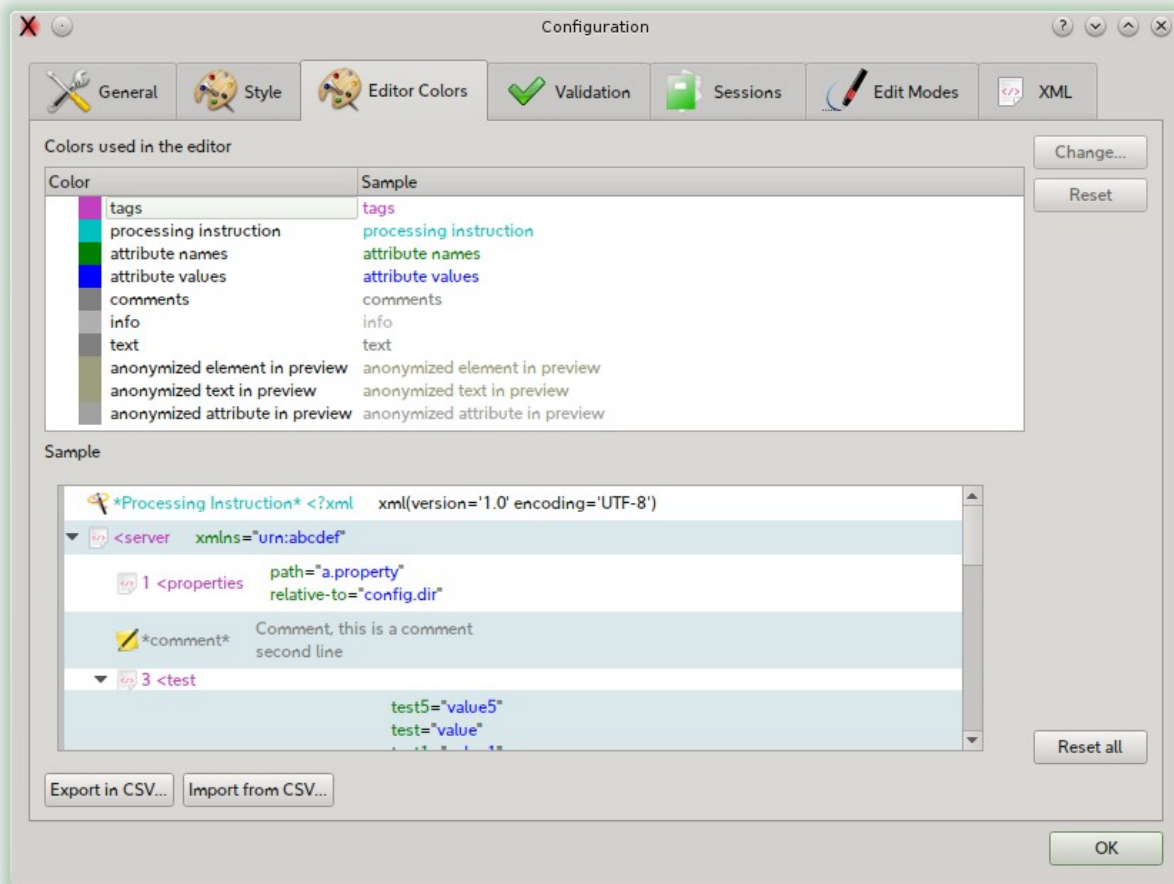 Configuration
General Style Editor Colors Validation Sessions Edit Modes XML
Colors used in the editor
Change...
Color Sample
Reset
tags tags
processing instruction processing instruction
attribute names attribute names
attribute values attribute values
comments comments
info info
text text
anonymized element in preview anonymized element in preview
anonymized text in preview anonymized text in preview
anonymized attribute in preview anonymized attribute in preview
Sample
*Processing Instruction* <?xml xml(version='1.0' encoding='UTF-8')
<server xmlns="urn:abcdef"
1 <properties path="a.property"
relative-to="config.dir"
*comment* Comment, this is a comment
second line
3 <test
test5="value5"
test="value"
Reset all
Export in CSV... Import from CSV...
OK